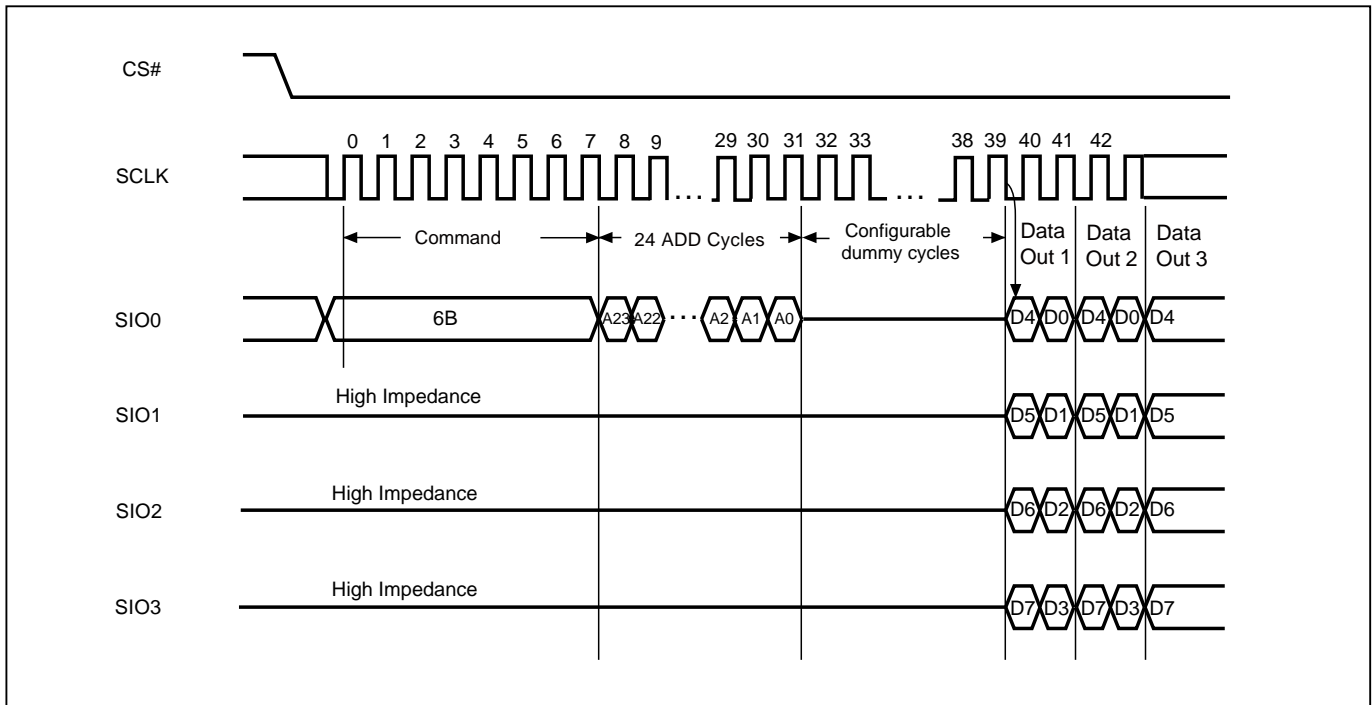 CS#
0 1 2 3 4 5 6 7 8 9 29 30 31 32 33 38 39 40 41 42
SCLK
... ...
Command 24 ADD Cycles Configurable dummy cycles Data Out 1 Data Out 2 Data Out 3
SIO0 6B A23 A22 ... A2 A1 A0 D4 D0 D4 D0 D4
High Impedance
SIO1 D5 D1 D5 D1 D5
High Impedance
SIO2 D6 D2 D6 D2 D6
High Impedance
SIO3 D7 D3 D7 D3 D7